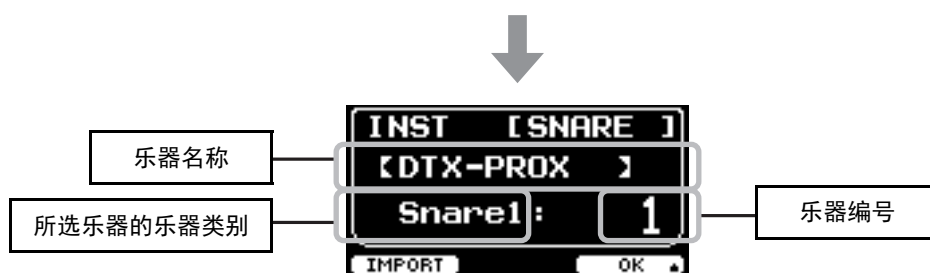 INST [SNARE ]
乐器名称
【DTX-PROX 】
所选乐器的乐器类别
Snare1: 1
乐器编号
IMPORT OK